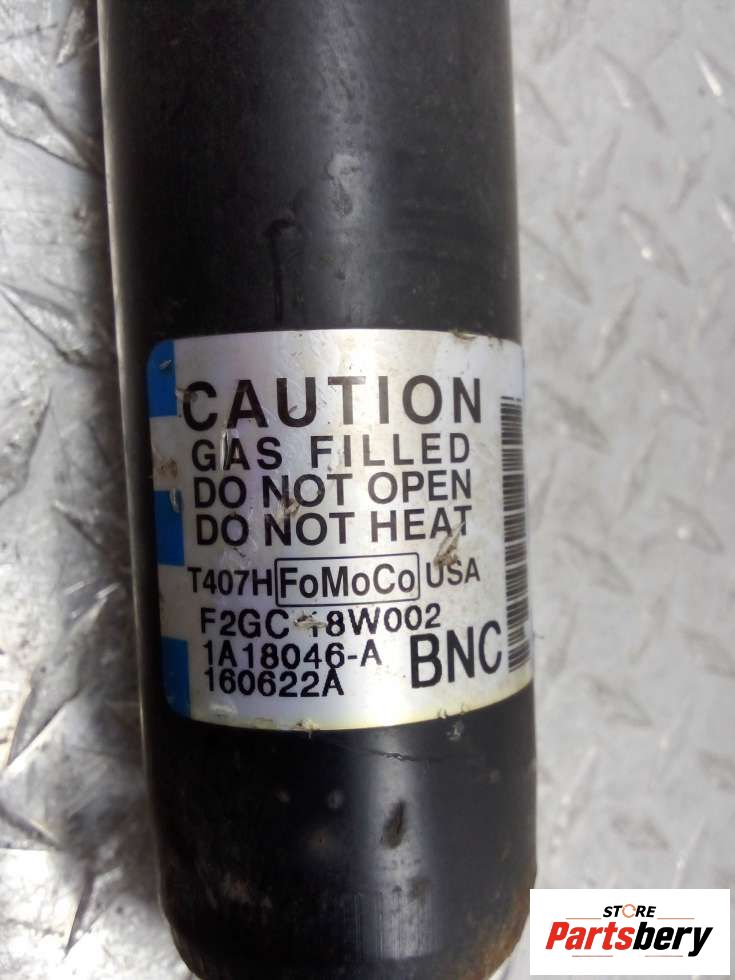 CAUTION
GAS FILLED
DO NOT OPEN
DO NOT HEAT
T407H FoMoCo USA
F2GC 18W002
1A18046-A BNC
160622A
STORE
Partsbery